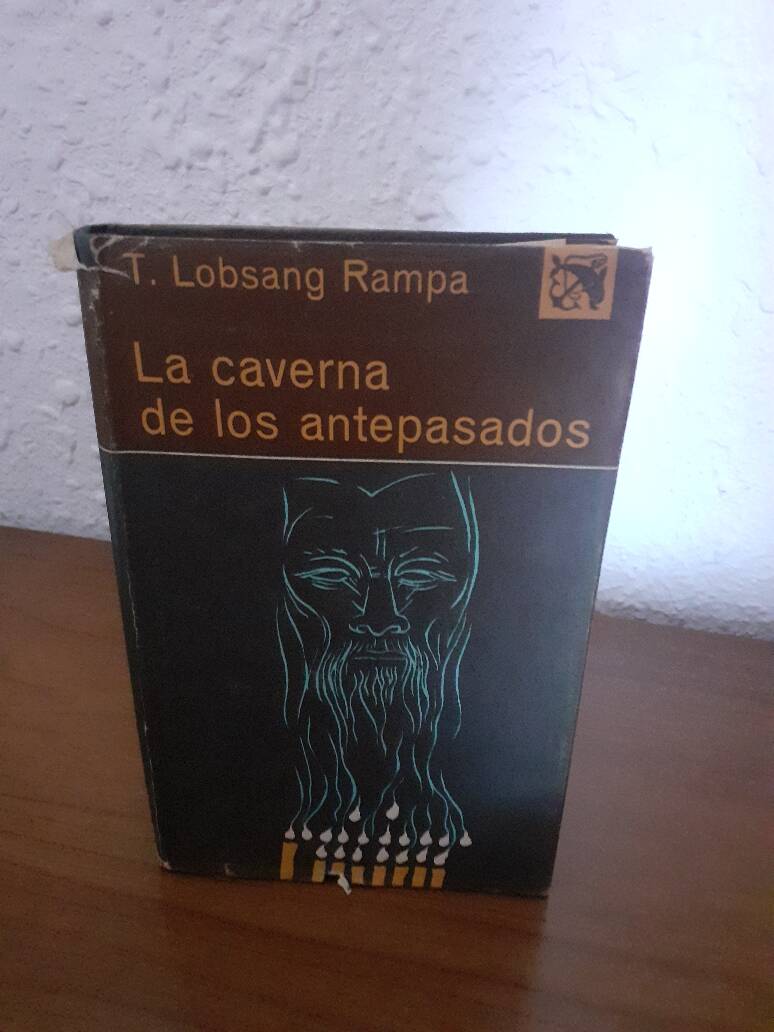 T. Lobsang Rampa
La caverna
de los antepasados